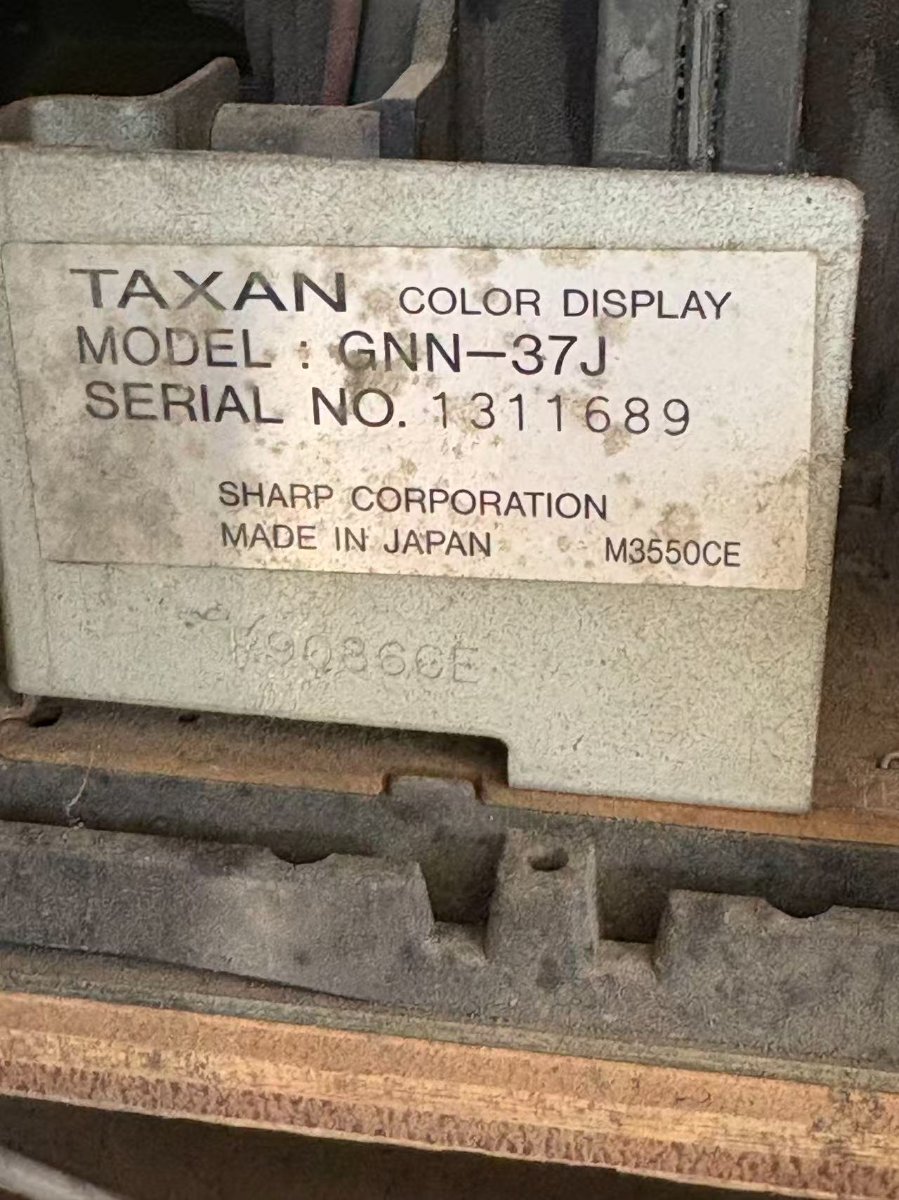 TAXAN COLOR DISPLAY
MODEL : GNN-37J
SERIAL NO. 1311689
SHARP CORPORATION
MADE IN JAPAN M3550CE